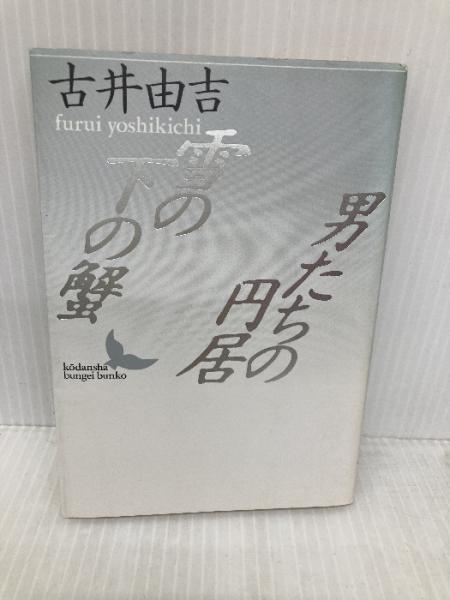 古井由吉
furui yoshikichi
雪の
下の
蟹
男たちの
円居
kōdansha
bungei bunko